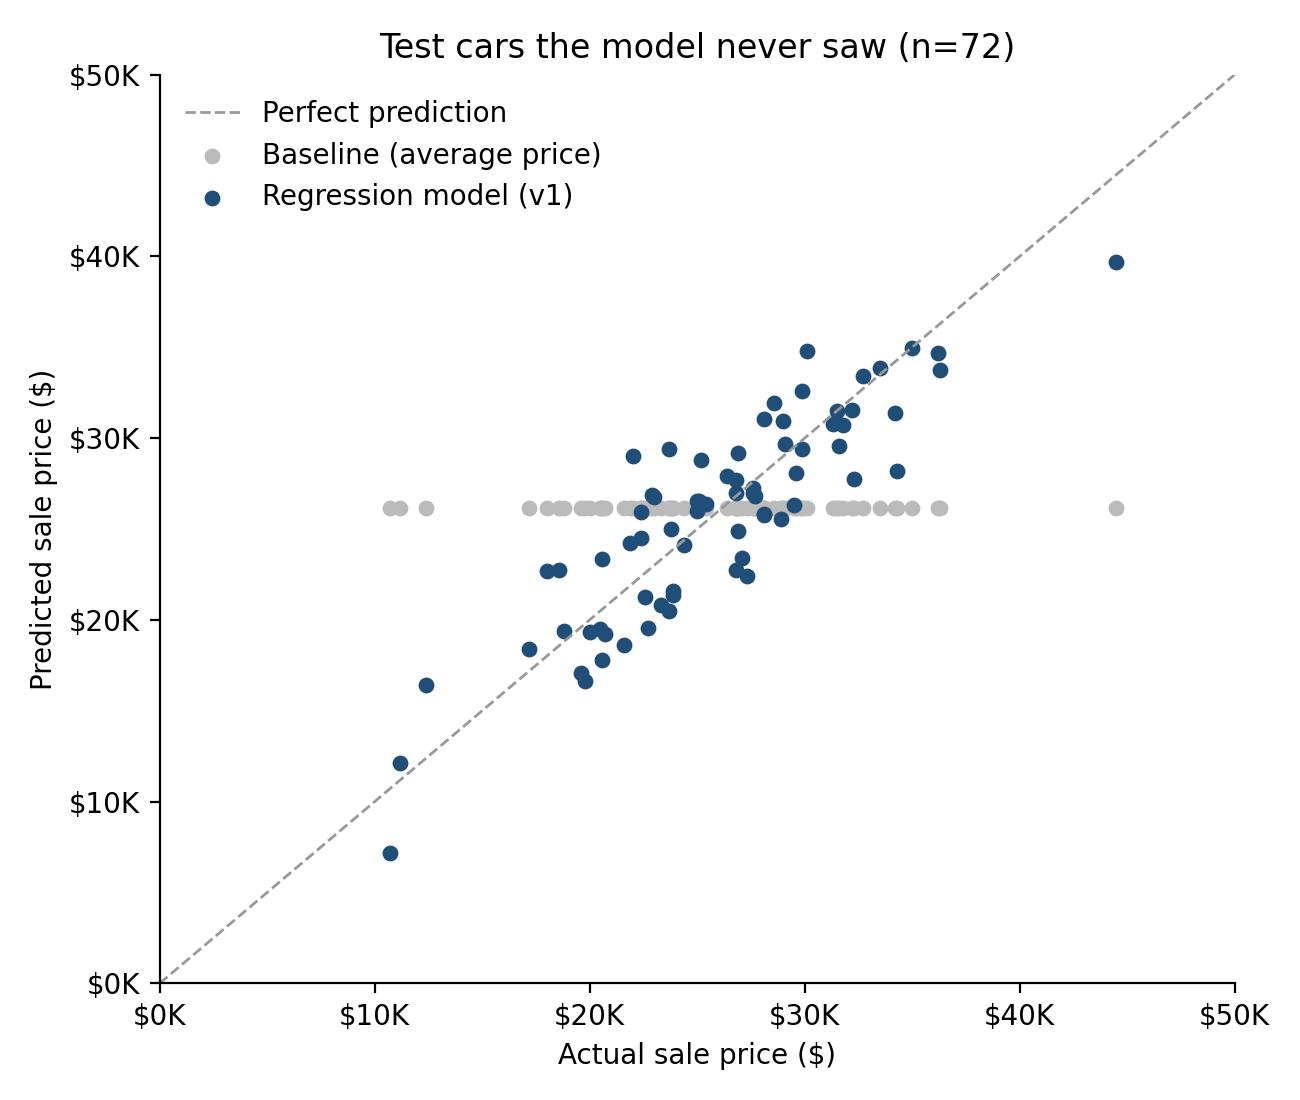 Test cars the model never saw (n=72)
Perfect prediction
Baseline (average price)
Regression model (v1)
Predicted sale price ($)
$50K
$40K
$30K
$20K
$10K
$0K
$0K $10K $20K $30K $40K $50K
Actual sale price ($)